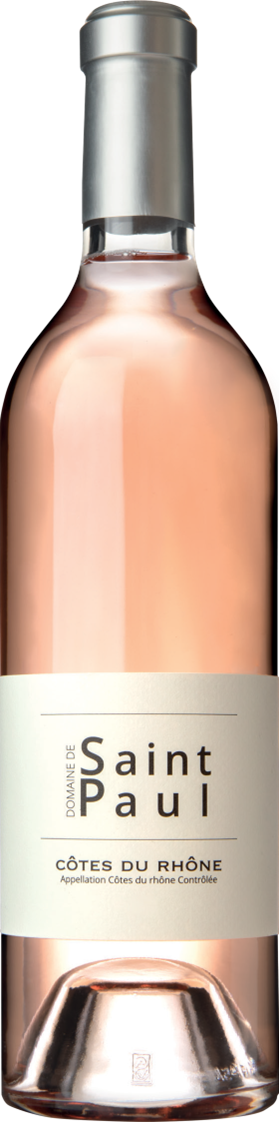 DOMAINE DE
Saint
Paul
CÔTES DU RHÔNE
Appellation Côtes du rhône Contrôlée